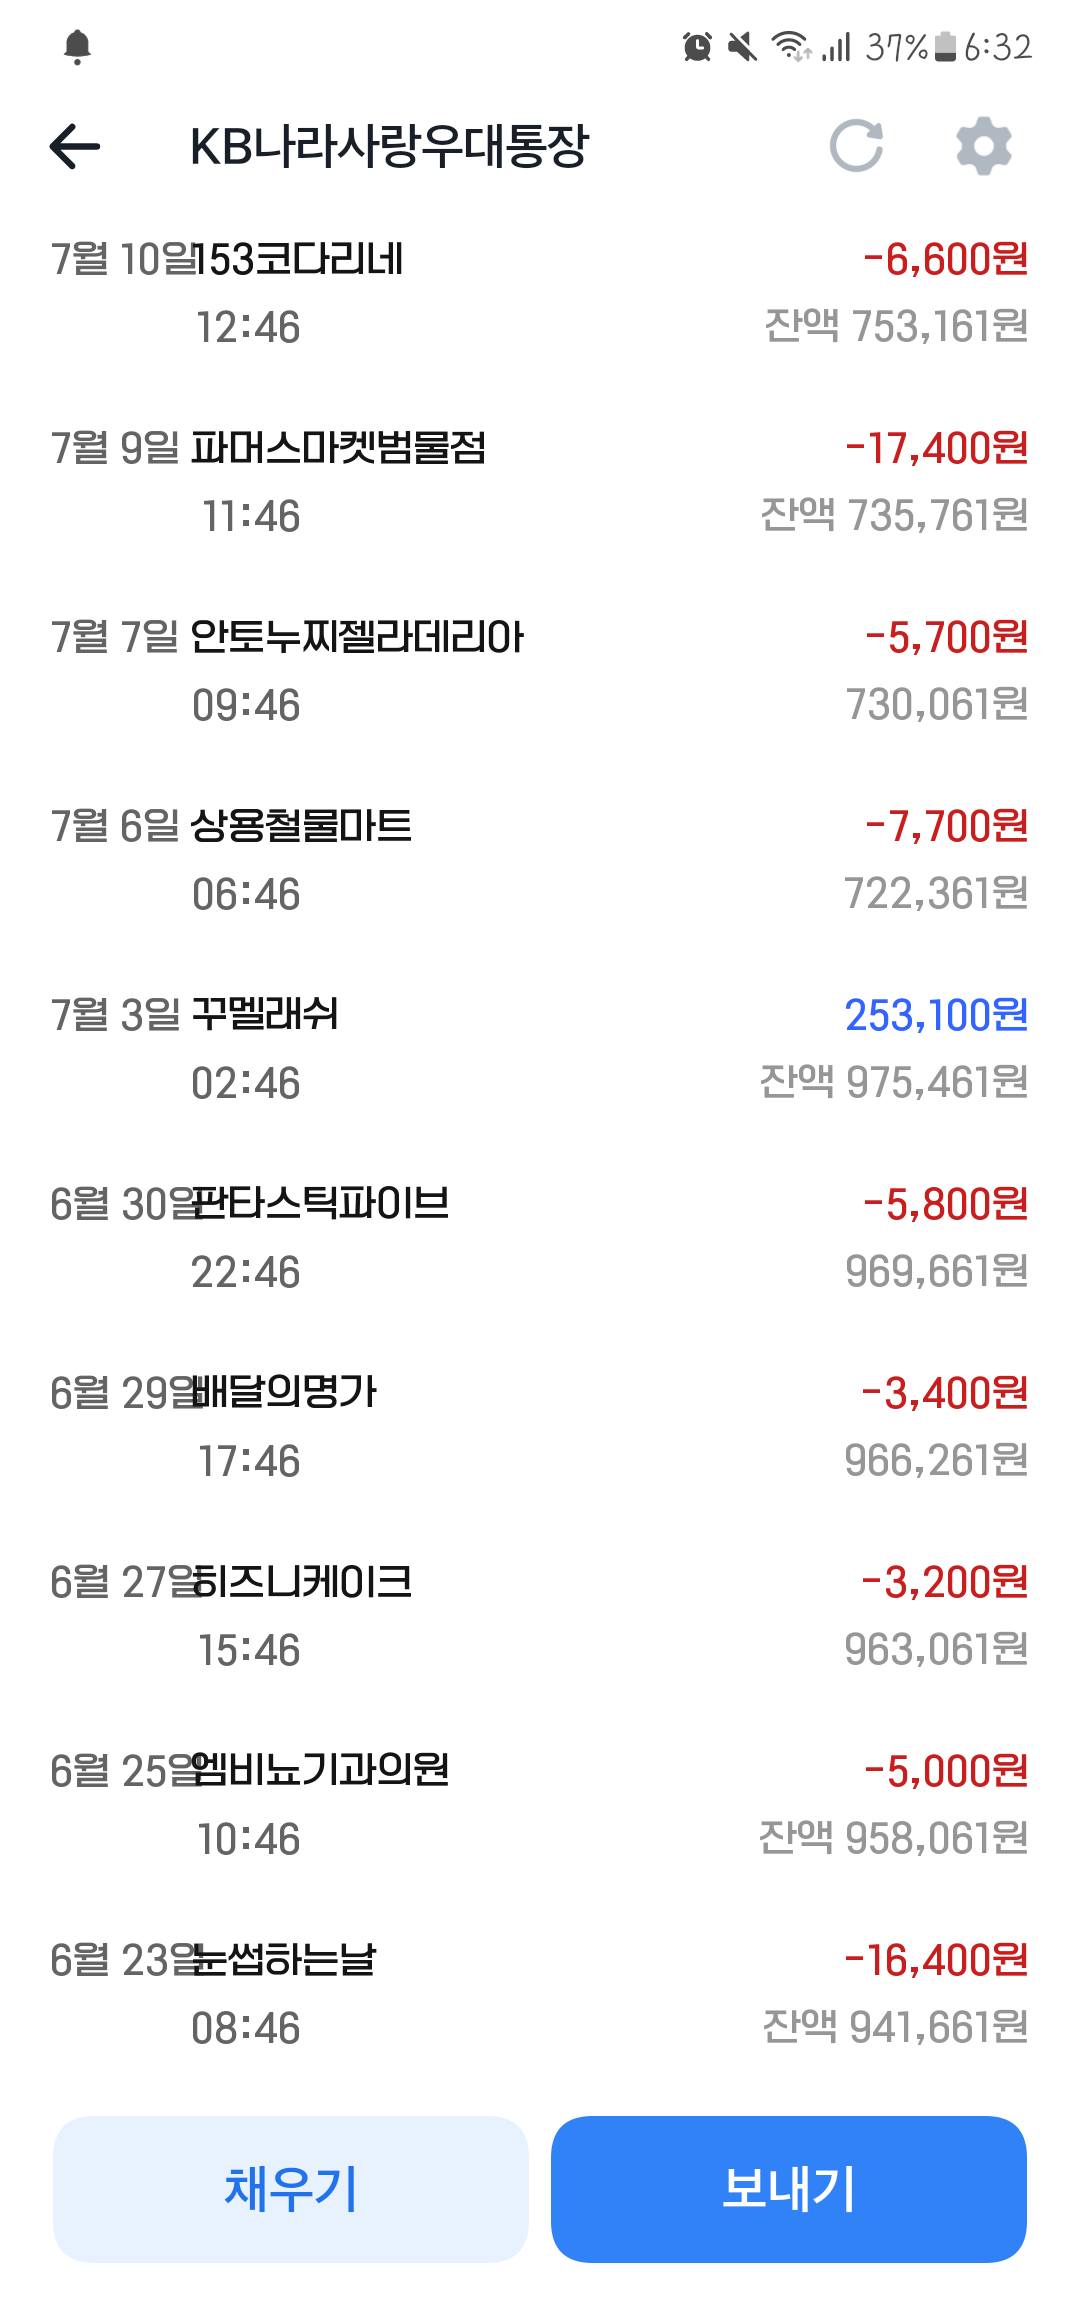 37% 6:32
KB나라사랑우대통장
7월 10일 153코다리네 -6,600원
12:46 잔액 753,161원
7월 9일 파머스마켓범물점 -17,400원
11:46 잔액 735,761원
7월 7일 안토누찌젤라데리아 -5,700원
09:46 730,061원
7월 6일 상용철물마트 -7,700원
06:46 722,361원
7월 3일 꾸멜래쉬 253,100원
02:46 잔액 975,461원
6월 30일 판타스틱파이브 -5,800원
22:46 969,661원
6월 29일 배달의명가 -3,400원
17:46 966,261원
6월 27일 히즈니케이크 -3,200원
15:46 963,061원
6월 25일 엠비뇨기과의원 -5,000원
10:46 잔액 958,061원
6월 23일 눈썹하는날 -16,400원
08:46 잔액 941,661원
채우기 보내기